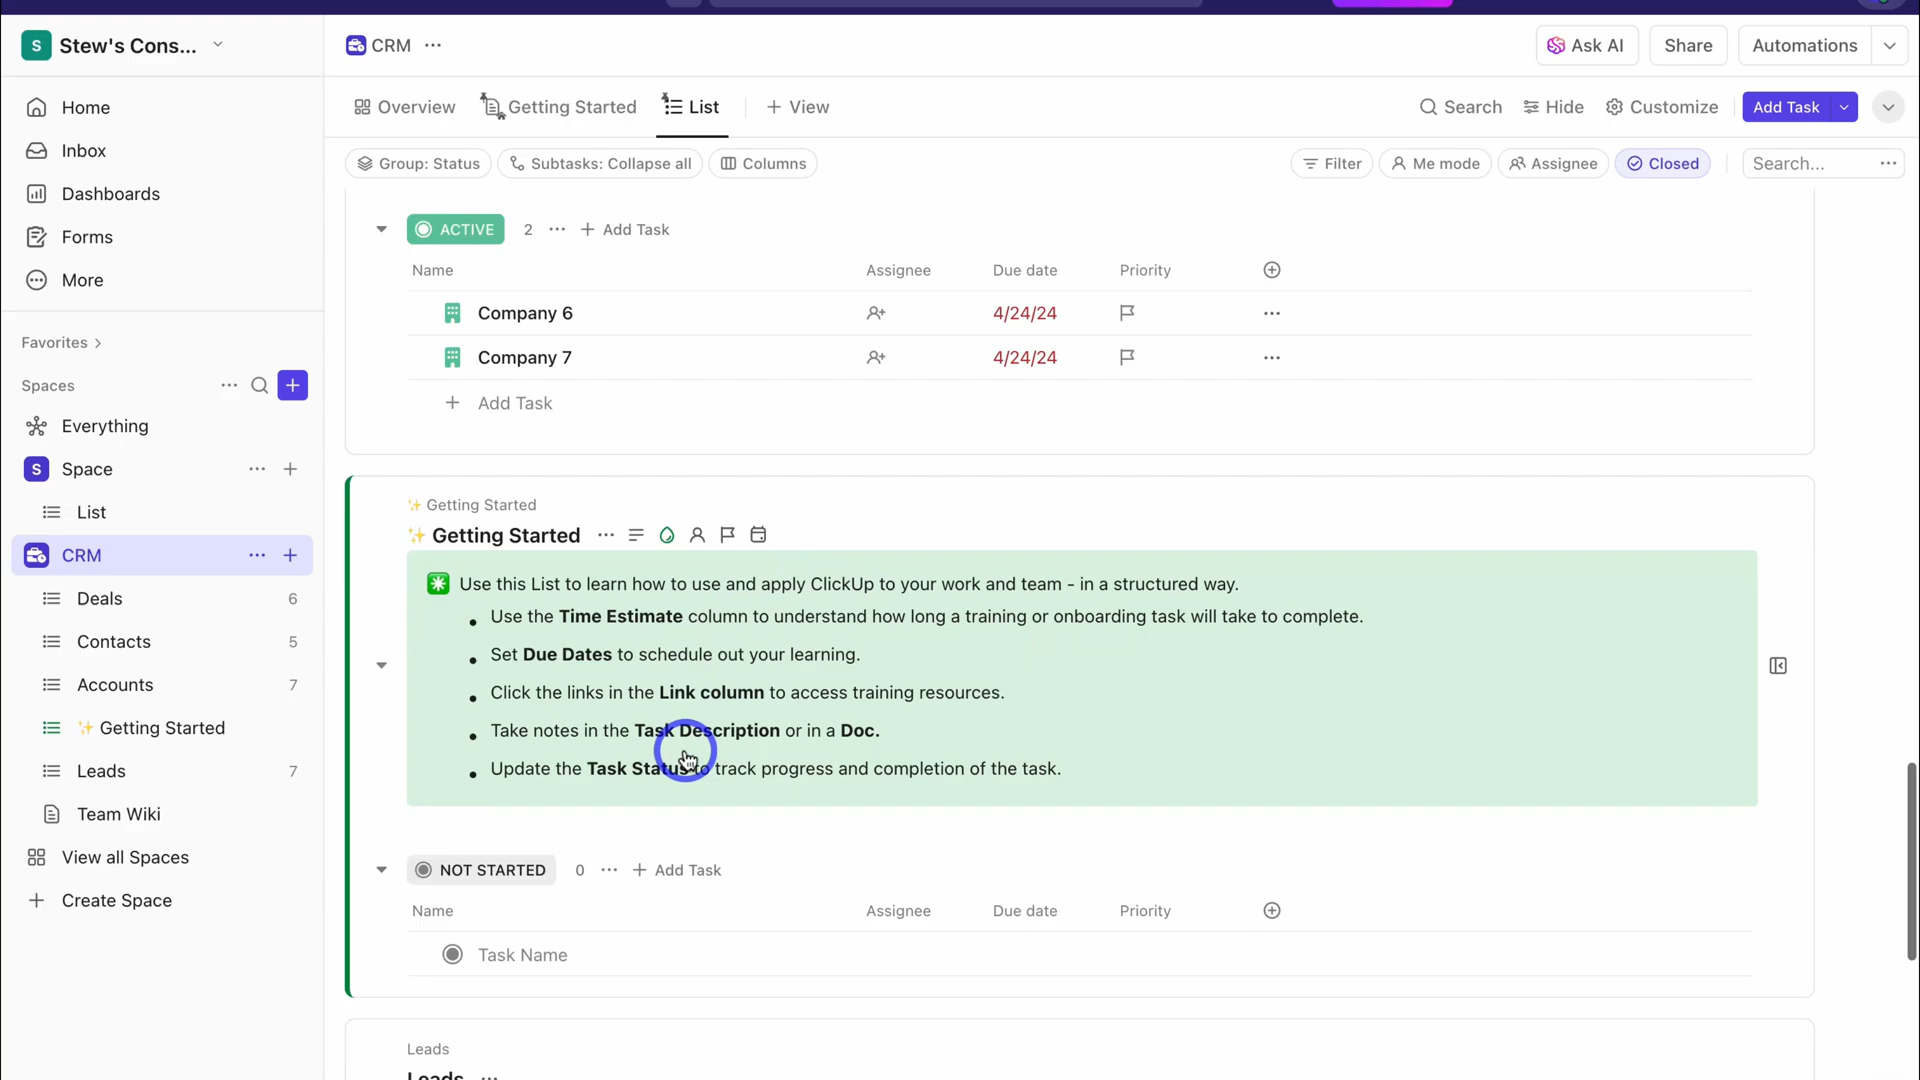 S Stew's Cons...
CRM
Ask AI
Share
Automations
Home
Inbox
Dashboards
Forms
More
Favorites
Spaces
Everything
S Space
List
CRM
Deals 6
Contacts 5
Accounts 7
Getting Started
Leads 7
Team Wiki
View all Spaces
Create Space
Overview
Getting Started
List
+ View
Search
Hide
Customize
Add Task
Group: Status
Subtasks: Collapse all
Columns
Filter
Me mode
Assignee
Closed
Search...
ACTIVE 2 ... + Add Task
Name Assignee Due date Priority
Company 6 4/24/24
Company 7 4/24/24
+ Add Task
Getting Started
Getting Started
Use this List to learn how to use and apply ClickUp to your work and team - in a structured way.
• Use the Time Estimate column to understand how long a training or onboarding task will take to complete.
• Set Due Dates to schedule out your learning.
• Click the links in the Link column to access training resources.
• Take notes in the Task Description or in a Doc.
• Update the Task Status to track progress and completion of the task.
NOT STARTED 0 ... + Add Task
Name Assignee Due date Priority
Task Name
Leads
Leads ...